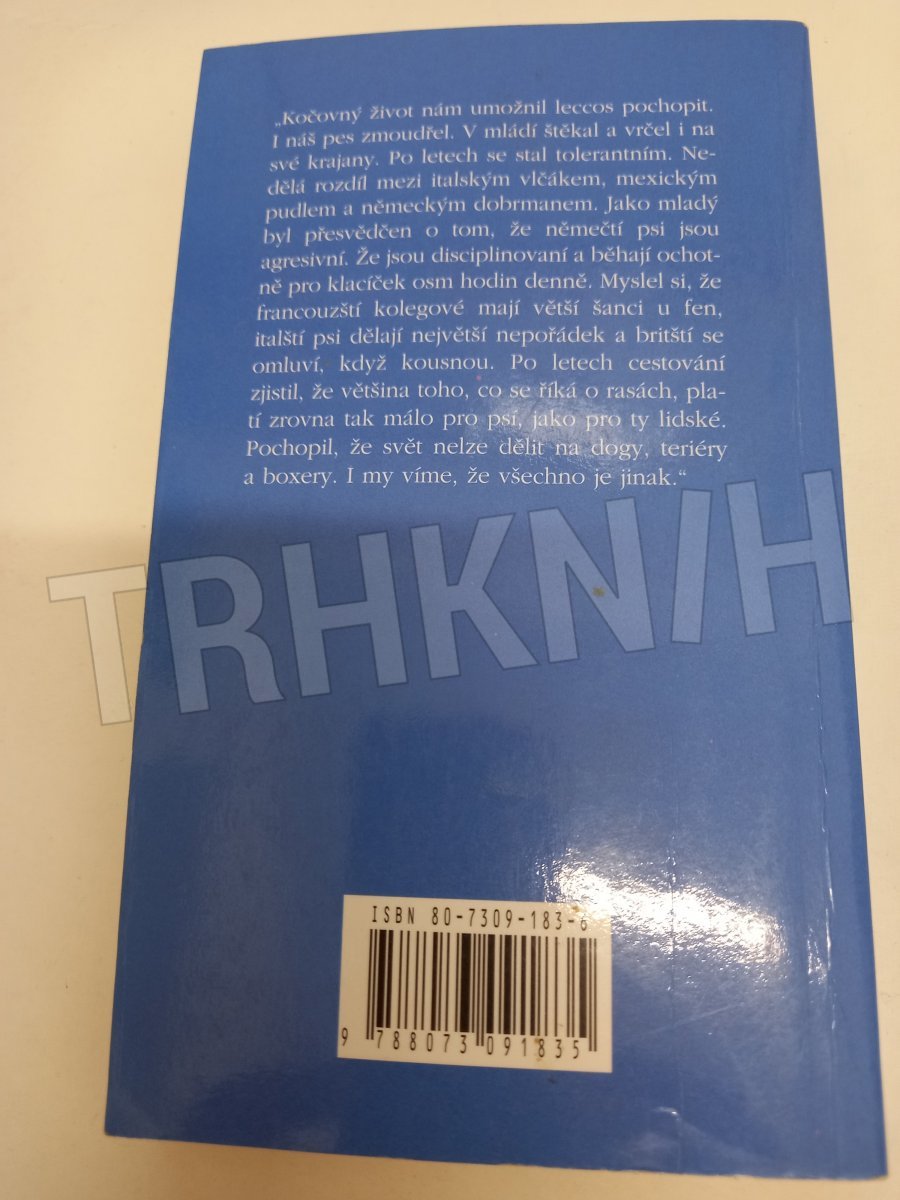 „Kočovný život nám umožnil leccos pochopit.
I náš pes zmoudřel. V mládí štěkal a vrčel i na
své krajany. Po letech se stal tolerantním. Ne-
dělá rozdíl mezi italským vlčákem, mexickým
pudlem a německým dobrmanem. Jako mladý
byl přesvědčen o tom, že němečtí psi jsou
agresivní. Že jsou disciplinovaní a běhají ochot-
ně pro klacíček osm hodin denně. Myslel si, že
francouzští kolegové mají větší šanci u fen,
italští psi dělají největší nepořádek a britští se
omluví, když kousnou. Po letech cestování
zjistil, že většina toho, co se říká o rasách, pla-
tí zrovna tak málo pro psí, jako pro ty lidské.
Pochopil, že svět nelze dělit na dogy, teriéry
a boxery. I my víme, že všechno je jinak.“
TRHKNIH
ISBN 80-7309-183-6
9 788073 091835